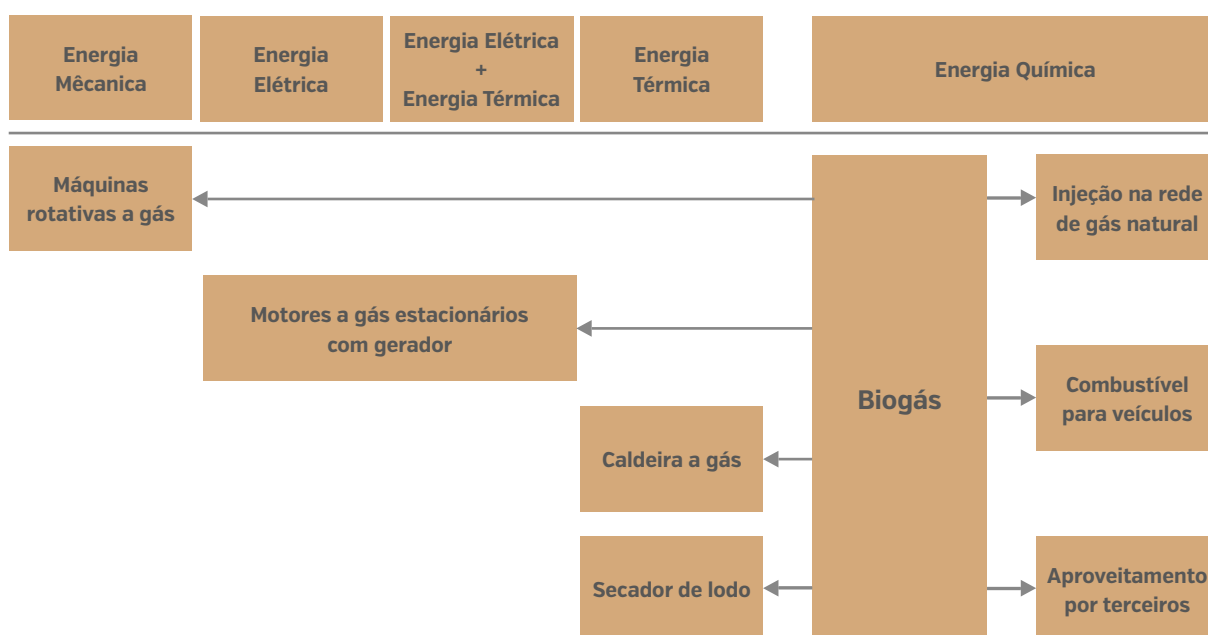 Energia
Mêcanica
Energia
Elétrica
Energia Elétrica
+
Energia Térmica
Energia
Térmica
Energia Química
Máquinas
rotativas a gás
Injeção na rede
de gás natural
Motores a gás estacionários
com gerador
Biogás
Combustível
para veículos
Caldeira a gás
Secador de lodo
Aproveitamento
por terceiros